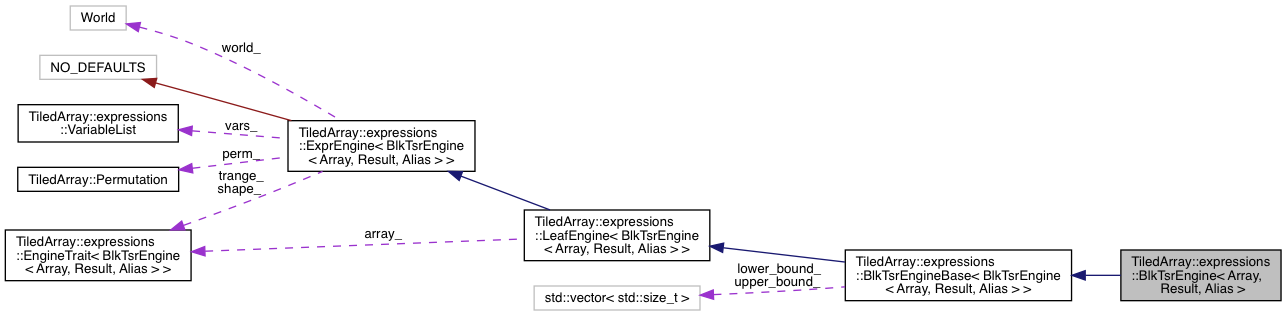 World
world_
NO_DEFAULTS
TiledArray::expressions
::VariableList
vars_
TiledArray::expressions
::ExprEngine< BlkTsrEngine
< Array, Result, Alias > >
perm_
TiledArray::Permutation
trange_
shape_
TiledArray::expressions
::EngineTrait< BlkTsrEngine
< Array, Result, Alias > >
array_
TiledArray::expressions
::LeafEngine< BlkTsrEngine
< Array, Result, Alias > >
lower_bound_
upper_bound_
std::vector< std::size_t >
TiledArray::expressions
::BlkTsrEngineBase< BlkTsrEngine
< Array, Result, Alias > >
TiledArray::expressions
::BlkTsrEngine< Array,
Result, Alias >